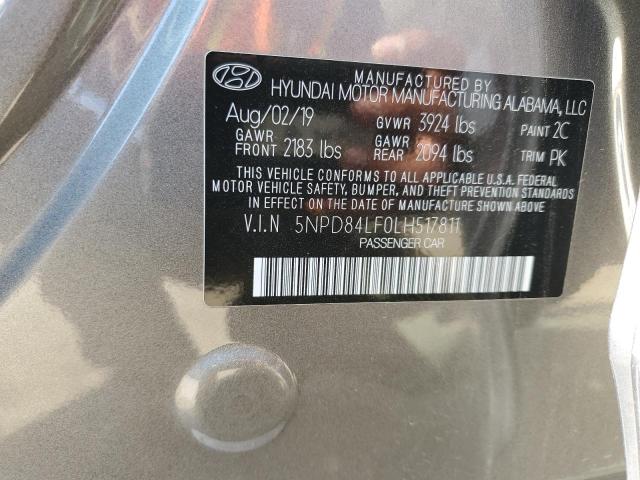 MANUFACTURED BY
HYUNDAI MOTOR MANUFACTURING ALABAMA, LLC
Aug/02/19 GVWR 3924 lbs PAINT 2C
GAWR FRONT 2183 lbs GAWR REAR 2094 lbs TRIM PK
THIS VEHICLE CONFORMS TO ALL APPLICABLE U.S.A. FEDERAL
MOTOR VEHICLE SAFETY, BUMPER, AND THEFT PREVENTION STANDARDS
IN EFFECT ON THE DATE OF MANUFACTURE SHOWN ABOVE.
V.I.N 5NPD84LF0LH517811
PASSENGER CAR